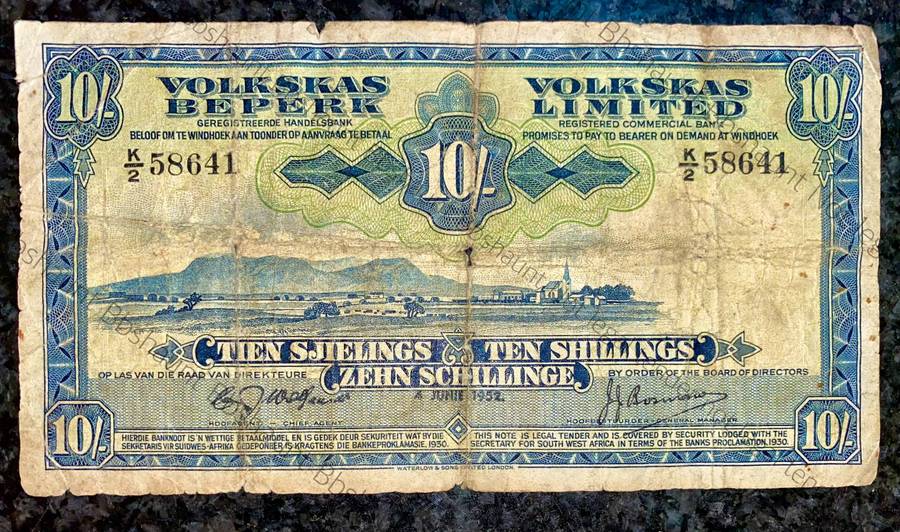 10/- 10/-
VOLKSKAS VOLKSKAS
BEPERK LIMITED
GEREGISTREERDE HANDELSBANK REGISTERED COMMERCIAL BANK
BELOOF OM TE WINDHOEK AAN TOONDER OP AANVRAAG TE BETAAL PROMISES TO PAY TO BEARER ON DEMAND AT WINDHOEK
K/2 58641 10/- K/2 58641
TIEN SJIELINGS & TEN SHILLINGS
ZEHN SCHILLINGE
OP LAS VAN DIE RAAD VAN DIREKTEURE BY ORDER OF THE BOARD OF DIRECTORS
4 JUNIE 1952.
HOOFAGENT CHIEF AGENT HOOFBESTUURDER GENERAL MANAGER
10/- 10/-
HIERDIE BANKNOOT IS 'N WETTIGE BETAALMIDDEL EN IS GEDEK DEUR SEKURITEIT WAT BY DIE THIS NOTE IS LEGAL TENDER AND IS COVERED BY SECURITY LODGED WITH THE
SEKRETARIS VIR SUIDWES-AFRIKA GEDEPONEER IS KRAGTENS DIE BANKEPROKLAMASIE, 1930. SECRETARY FOR SOUTH WEST AFRICA IN TERMS OF THE BANKS PROCLAMATION, 1930.
WATERLOW & SONS LIMITED LONDON.